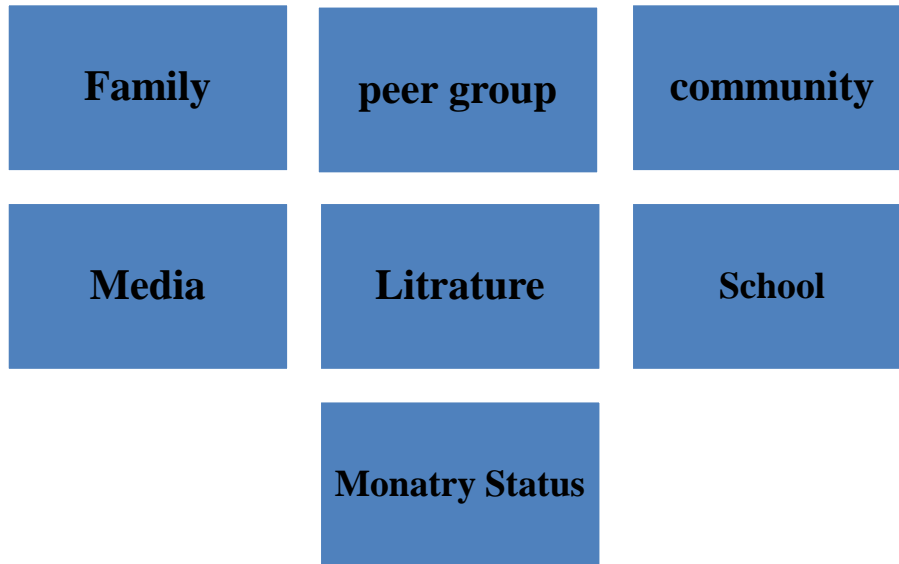 Family
peer group
community
Media
Litrature
School
Monatry Status